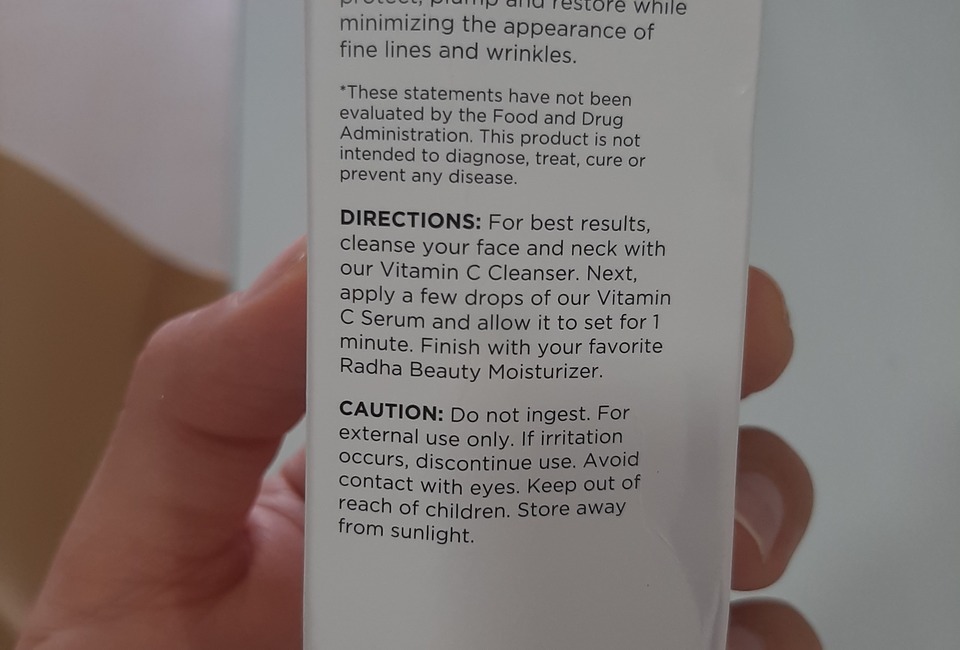 protect, plump and restore while
minimizing the appearance of
fine lines and wrinkles.
*These statements have not been
evaluated by the Food and Drug
Administration. This product is not
intended to diagnose, treat, cure or
prevent any disease.
DIRECTIONS: For best results,
cleanse your face and neck with
our Vitamin C Cleanser. Next,
apply a few drops of our Vitamin
C Serum and allow it to set for 1
minute. Finish with your favorite
Radha Beauty Moisturizer.
CAUTION: Do not ingest. For
external use only. If irritation
occurs, discontinue use. Avoid
contact with eyes. Keep out of
reach of children. Store away
from sunlight.